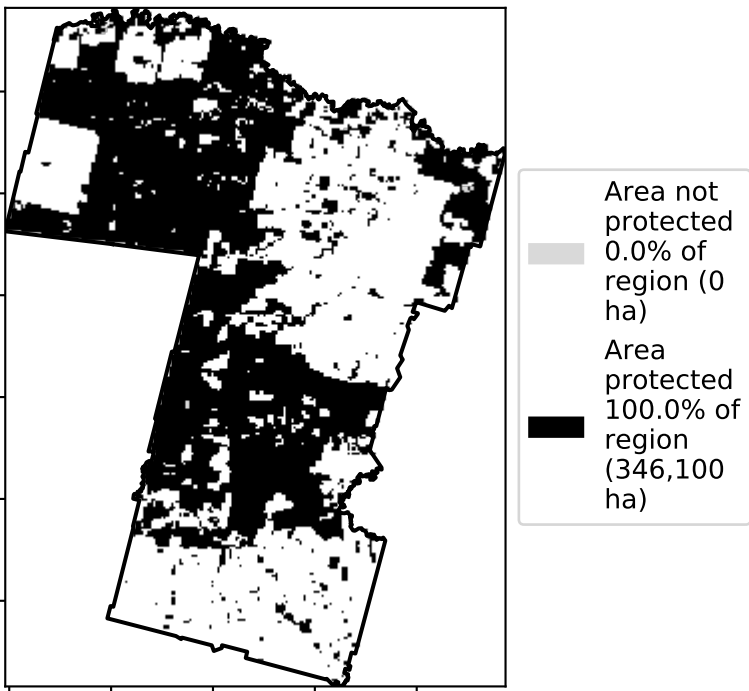 Area not
protected
0.0% of
region (0
ha)
Area
protected
100.0% of
region
(346,100
ha)